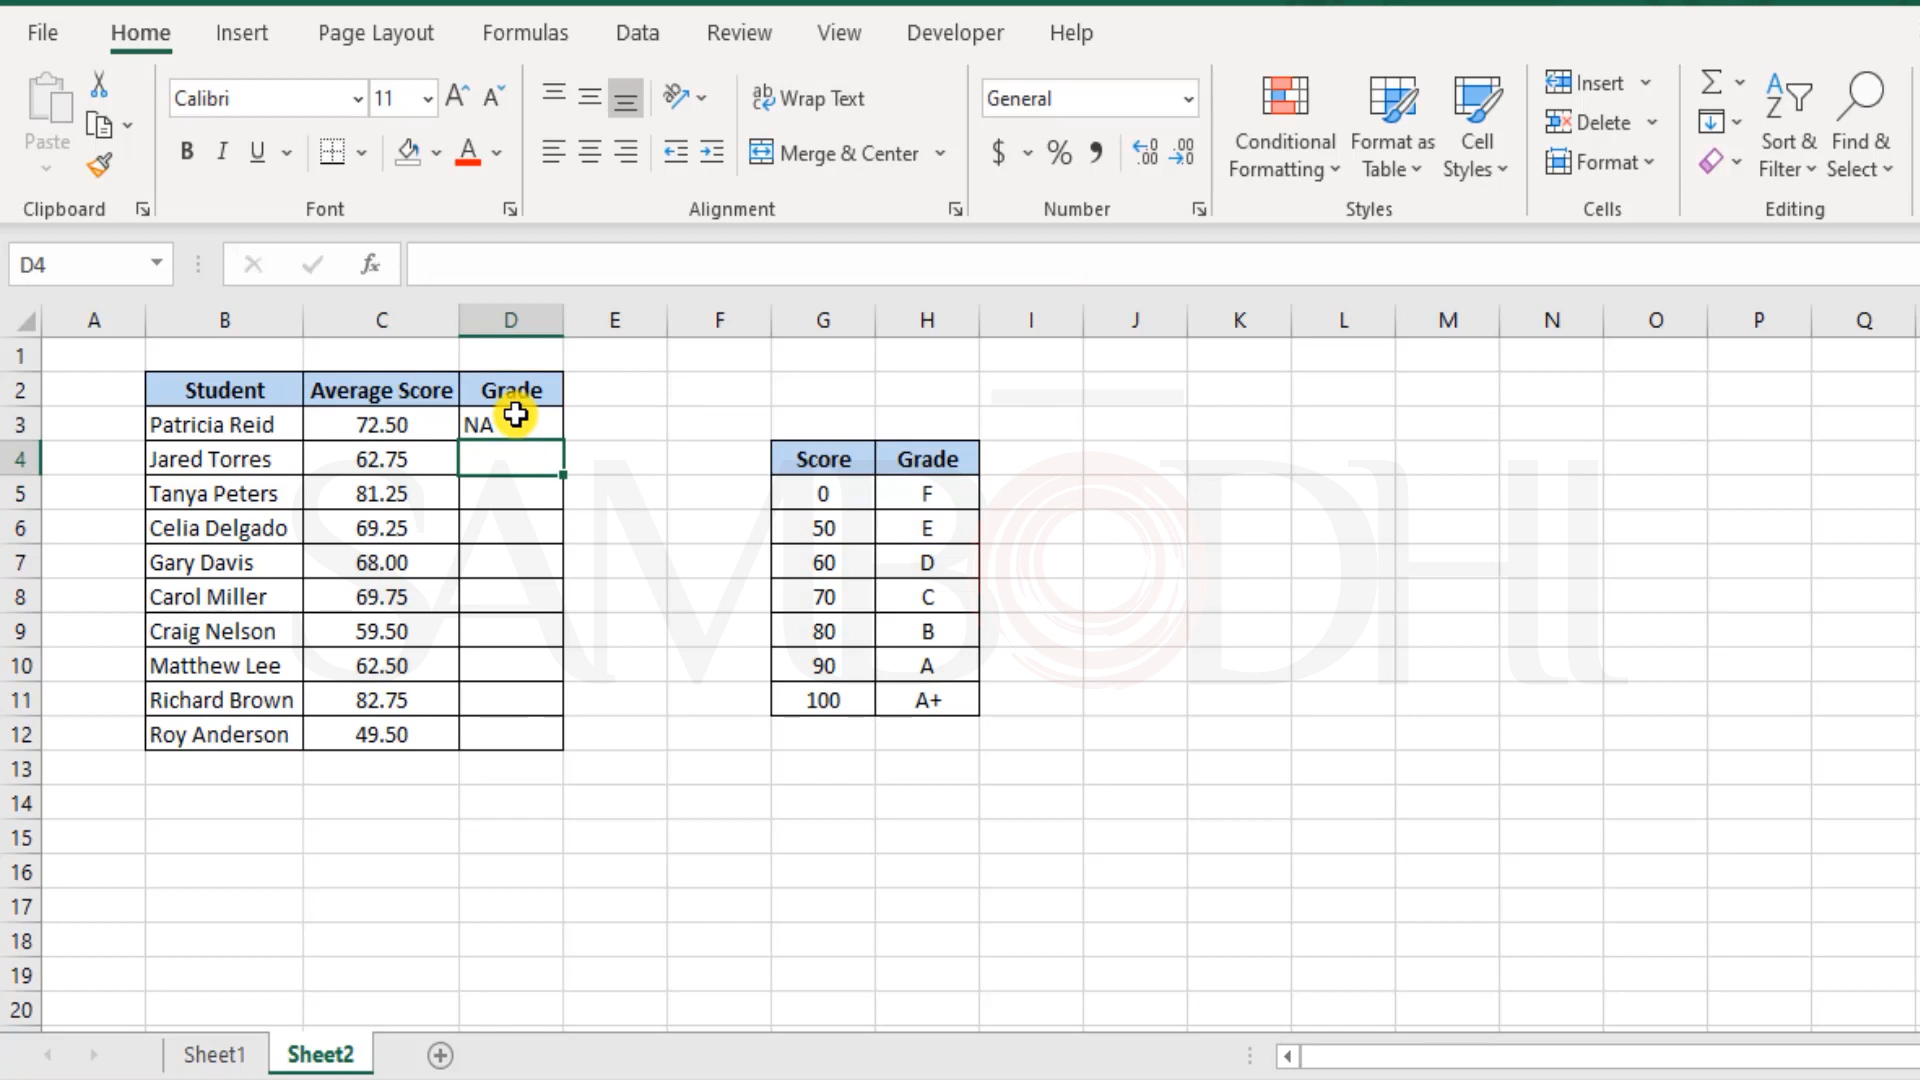 File Home Insert Page Layout Formulas Data Review View Developer Help
Paste
Calibri 11 A A
B I U A
Wrap Text
Merge & Center
General
$ % 9 .00 .00
Conditional Formatting
Format as Table
Cell Styles
Insert
Delete
Format
Sort & Filter
Find & Select
Clipboard Font Alignment Number Styles Cells Editing
D4 fx
A B C D E F G H I J K L M N O P Q
1
2 Student Average Score Grade
3 Patricia Reid 72.50 NA
4 Jared Torres 62.75 Score Grade
5 Tanya Peters 81.25 0 F
6 Celia Delgado 69.25 50 E
7 Gary Davis 68.00 60 D
8 Carol Miller 69.75 70 C
9 Craig Nelson 59.50 80 B
10 Matthew Lee 62.50 90 A
11 Richard Brown 82.75 100 A+
12 Roy Anderson 49.50
13
14
15
16
17
18
19
20
SAMBODHI
Sheet1 Sheet2